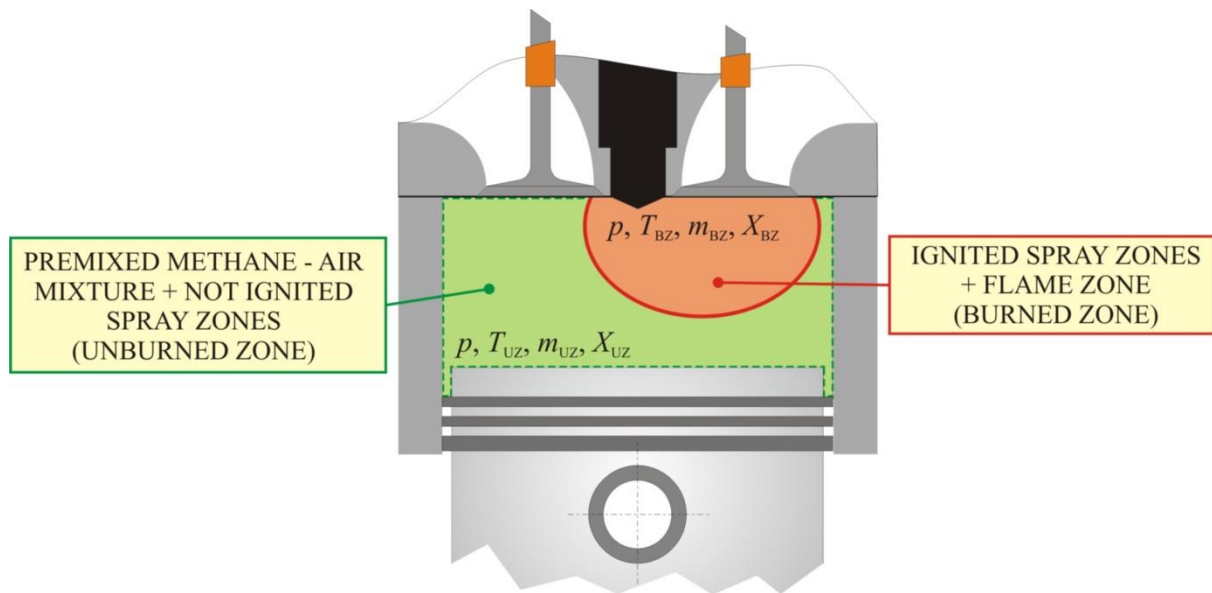 PREMIXED METHANE - AIR
MIXTURE + NOT IGNITED
SPRAY ZONES
(UNBURNED ZONE)
p, T_BZ, m_BZ, X_BZ
IGNITED SPRAY ZONES
+ FLAME ZONE
(BURNED ZONE)
p, T_UZ, m_UZ, X_UZ